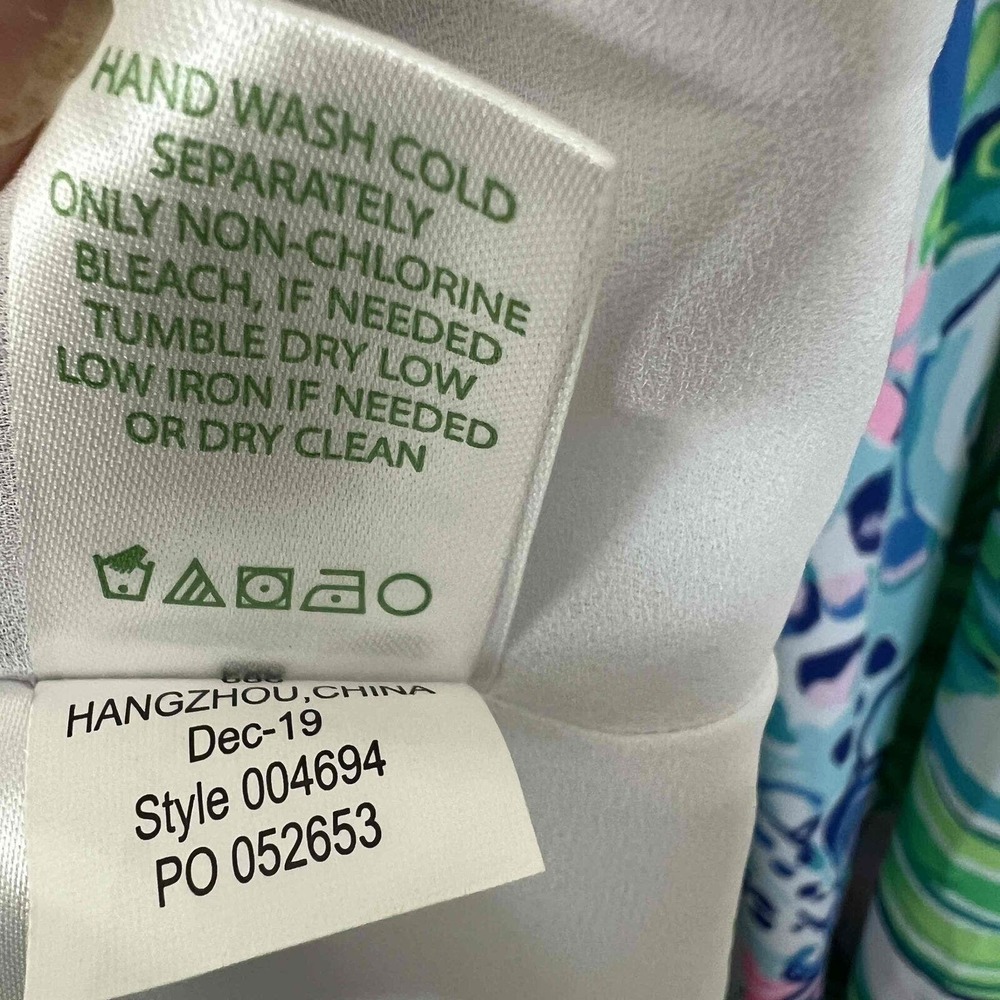 HAND WASH COLD
SEPARATELY
ONLY NON-CHLORINE
BLEACH, IF NEEDED
TUMBLE DRY LOW
LOW IRON IF NEEDED
OR DRY CLEAN
HANGZHOU,CHINA
Dec-19
Style 004694
PO 052653